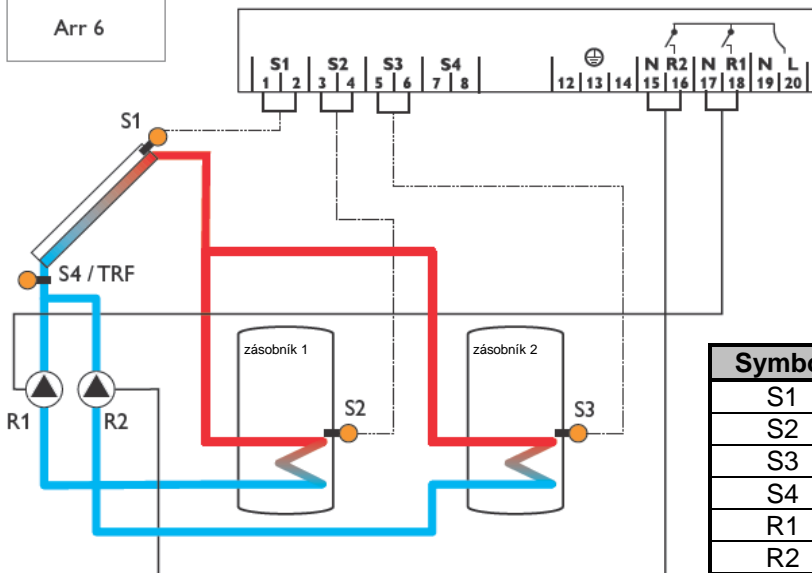 Arr 6
S1 S2 S3 S4 N R2 N R1 N L
1 2 3 4 5 6 7 8 12 13 14 15 16 17 18 19 20
S1
S4 / TRF
zásobník 1
zásobník 2
S2
S3
R1
R2
Symbo
S1
S2
S3
S4
R1
R2